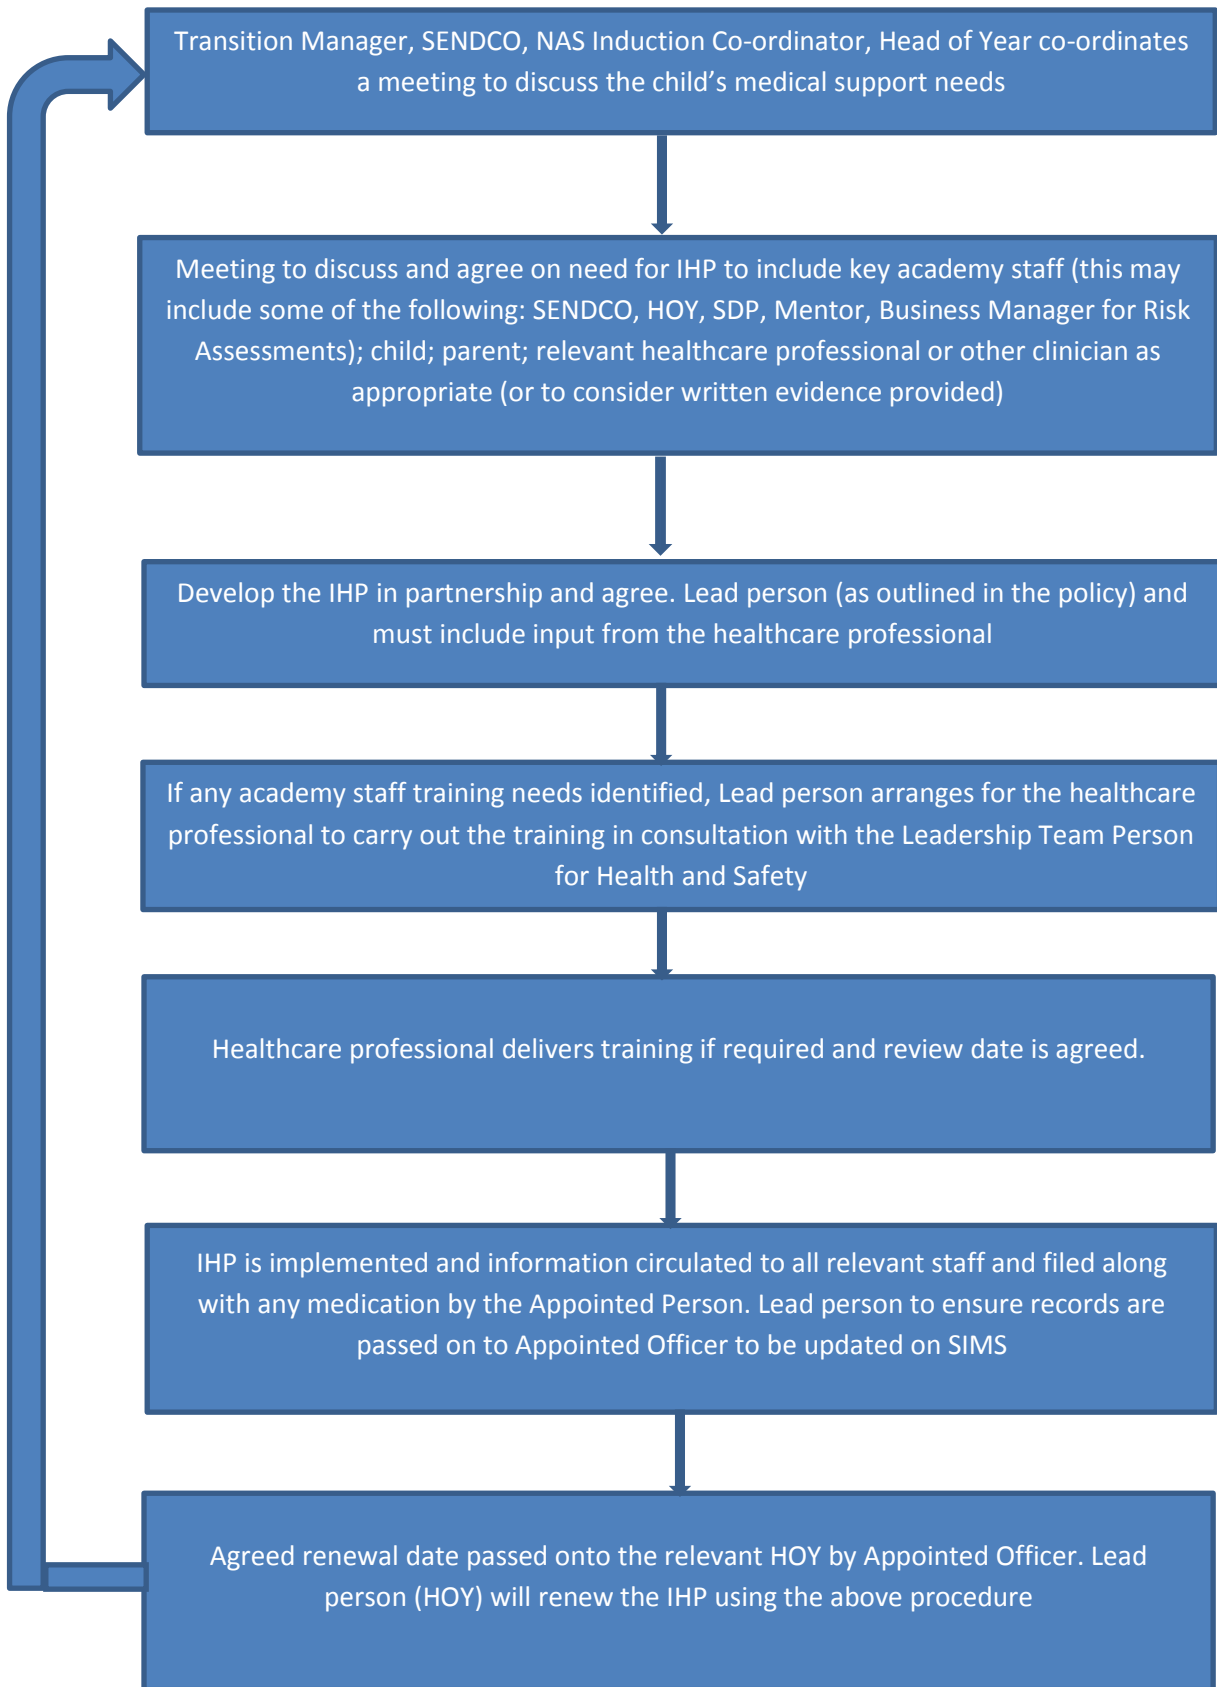 Transition Manager, SENDCO, NAS Induction Co-ordinator, Head of Year co-ordinates
a meeting to discuss the child’s medical support needs
Meeting to discuss and agree on need for IHP to include key academy staff (this may
include some of the following: SENDCO, HOY, SDP, Mentor, Business Manager for Risk
Assessments); child; parent; relevant healthcare professional or other clinician as
appropriate (or to consider written evidence provided)
Develop the IHP in partnership and agree. Lead person (as outlined in the policy) and
must include input from the healthcare professional
If any academy staff training needs identified, Lead person arranges for the healthcare
professional to carry out the training in consultation with the Leadership Team Person
for Health and Safety
Healthcare professional delivers training if required and review date is agreed.
IHP is implemented and information circulated to all relevant staff and filed along
with any medication by the Appointed Person. Lead person to ensure records are
passed on to Appointed Officer to be updated on SIMS
Agreed renewal date passed onto the relevant HOY by Appointed Officer. Lead
person (HOY) will renew the IHP using the above procedure